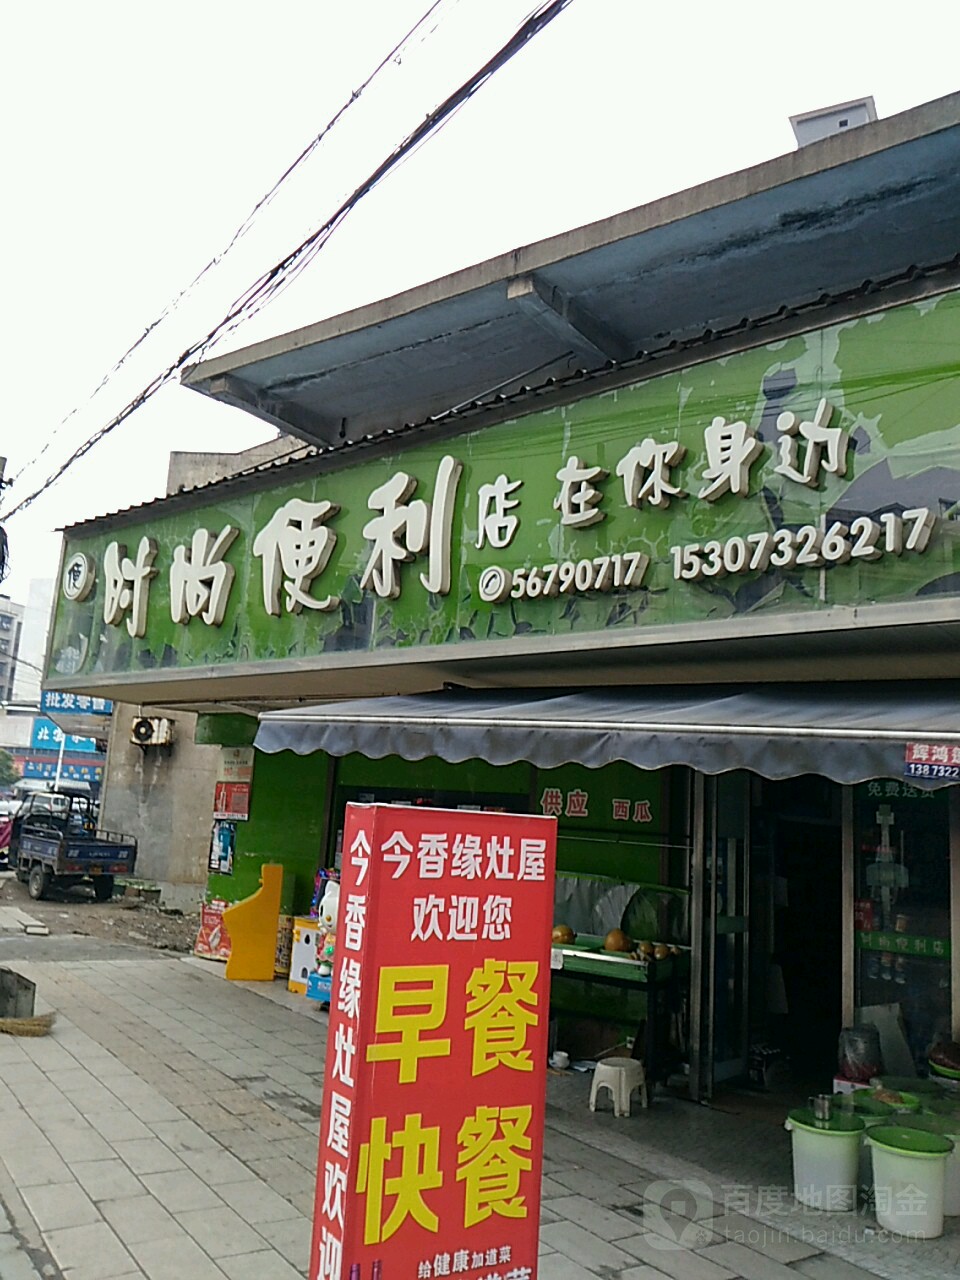 便 时尚便利店 在你身边
56790717 15307326217
批发零售
供应 西瓜
免费送货
时尚便利店
今香缘灶屋
欢迎您
早餐
快餐
给健康加道菜
今香缘灶屋欢迎
百度地图淘金
taojin.baidu.com